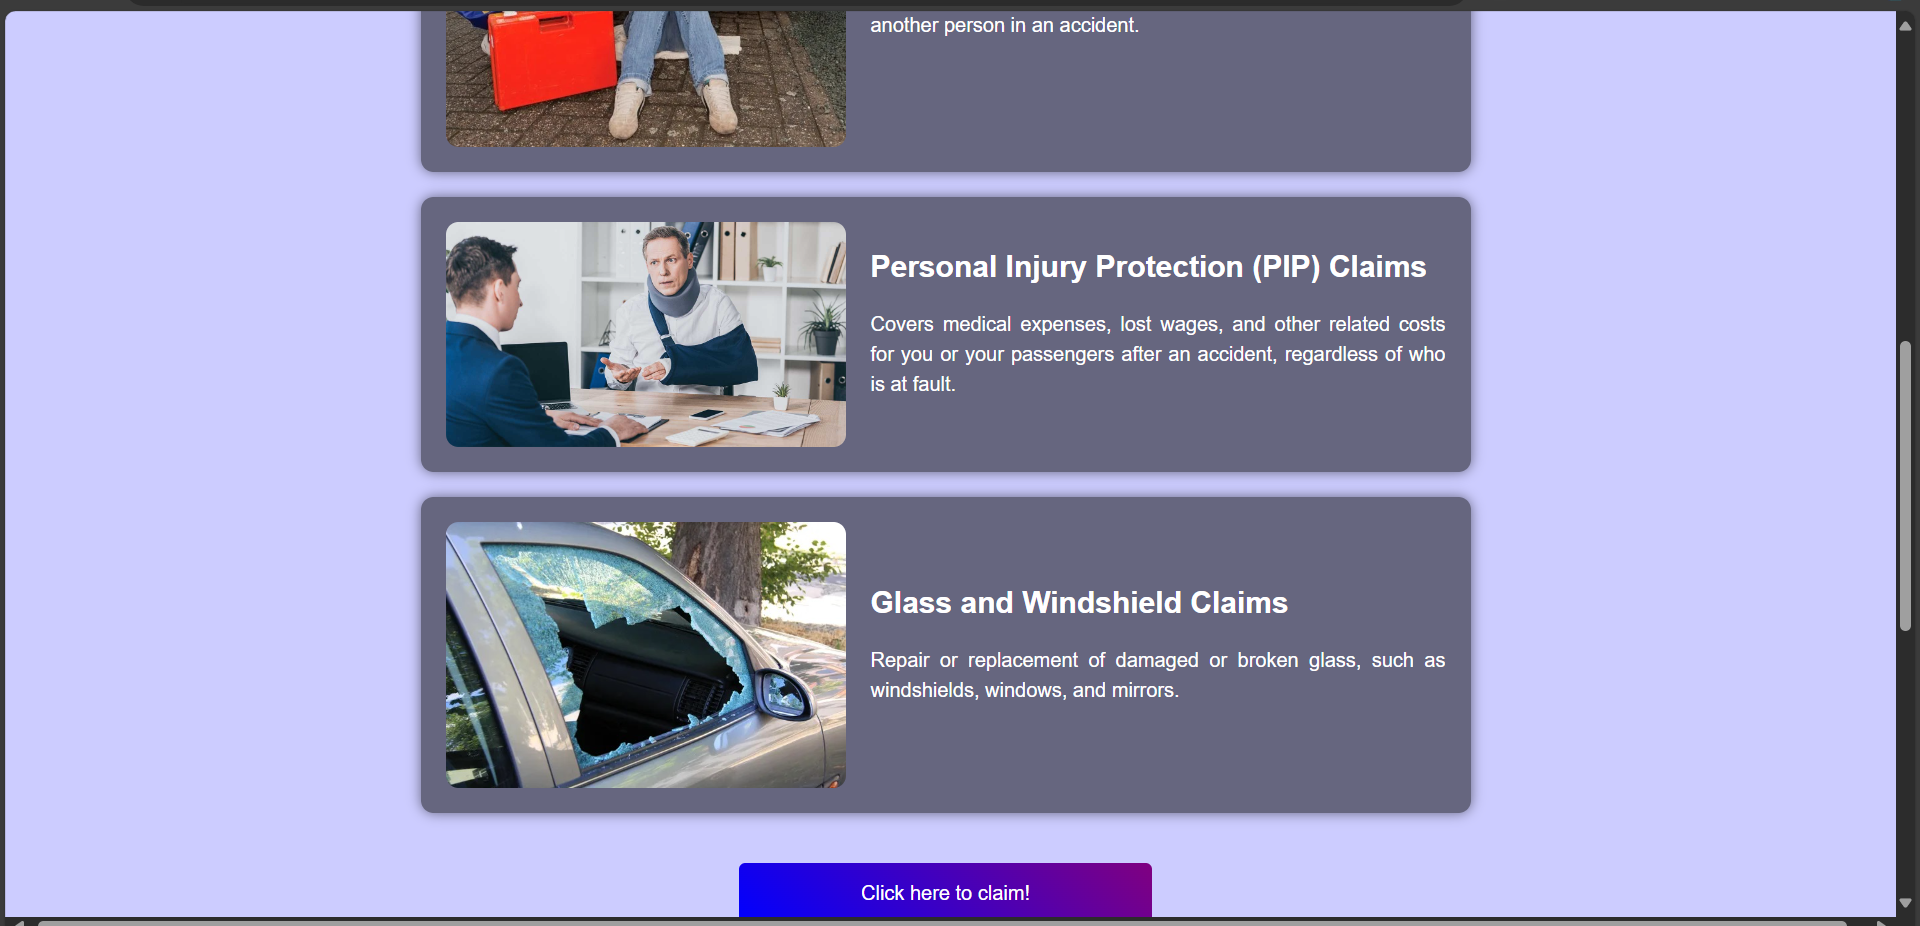 another person in an accident.
Personal Injury Protection (PIP) Claims
Covers medical expenses, lost wages, and other related costs
for you or your passengers after an accident, regardless of who
is at fault.
Glass and Windshield Claims
Repair or replacement of damaged or broken glass, such as
windshields, windows, and mirrors.
Click here to claim!